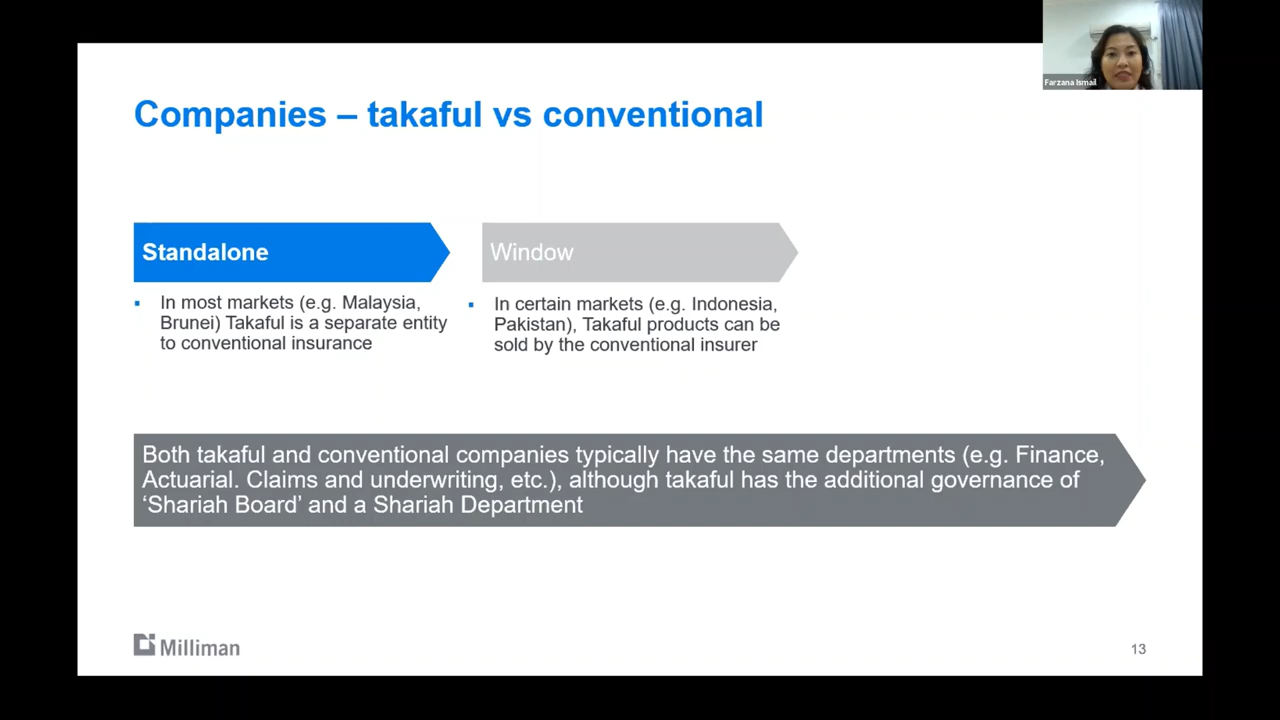 Farzana Ismail
Companies – takaful vs conventional
Standalone
▪ In most markets (e.g. Malaysia,
Brunei) Takaful is a separate entity
to conventional insurance
Window
▪ In certain markets (e.g. Indonesia,
Pakistan), Takaful products can be
sold by the conventional insurer
Both takaful and conventional companies typically have the same departments (e.g. Finance,
Actuarial. Claims and underwriting, etc.), although takaful has the additional governance of
‘Shariah Board’ and a Shariah Department
Milliman
13